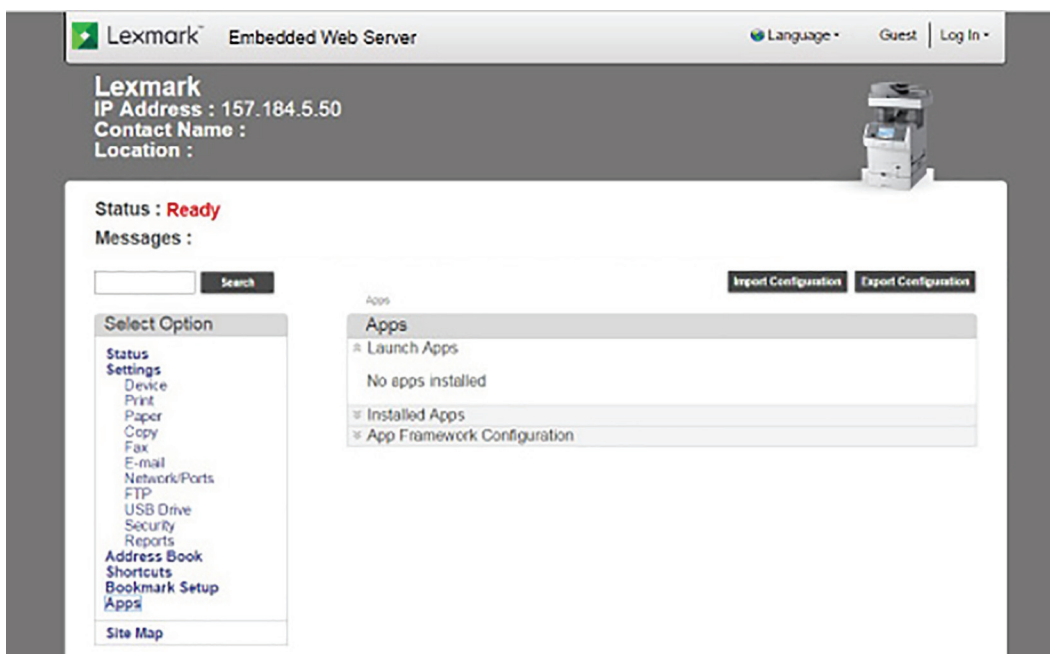 Lexmark™ Embedded Web Server Language Guest Log In
Lexmark
IP Address : 157.184.5.50
Contact Name :
Location :
Status : Ready
Messages :
Search
Import Configuration Export Configuration
Select Option
Status
Settings
Device
Print
Paper
Copy
Fax
E-mail
Network/Ports
FTP
USB Drive
Security
Reports
Address Book
Shortcuts
Bookmark Setup
Apps
Site Map
Apps
Apps
Launch Apps
No apps installed
Installed Apps
App Framework Configuration